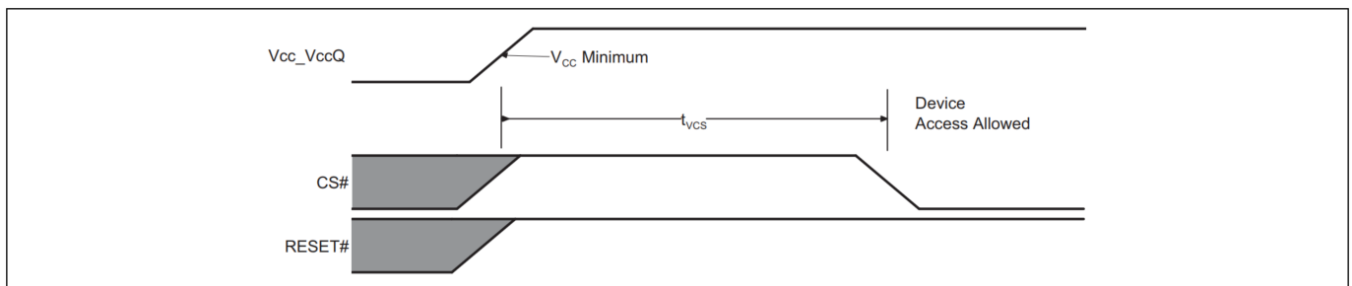 Vcc_VccQ
VCC Minimum
tVCS
Device
Access Allowed
CS#
RESET#